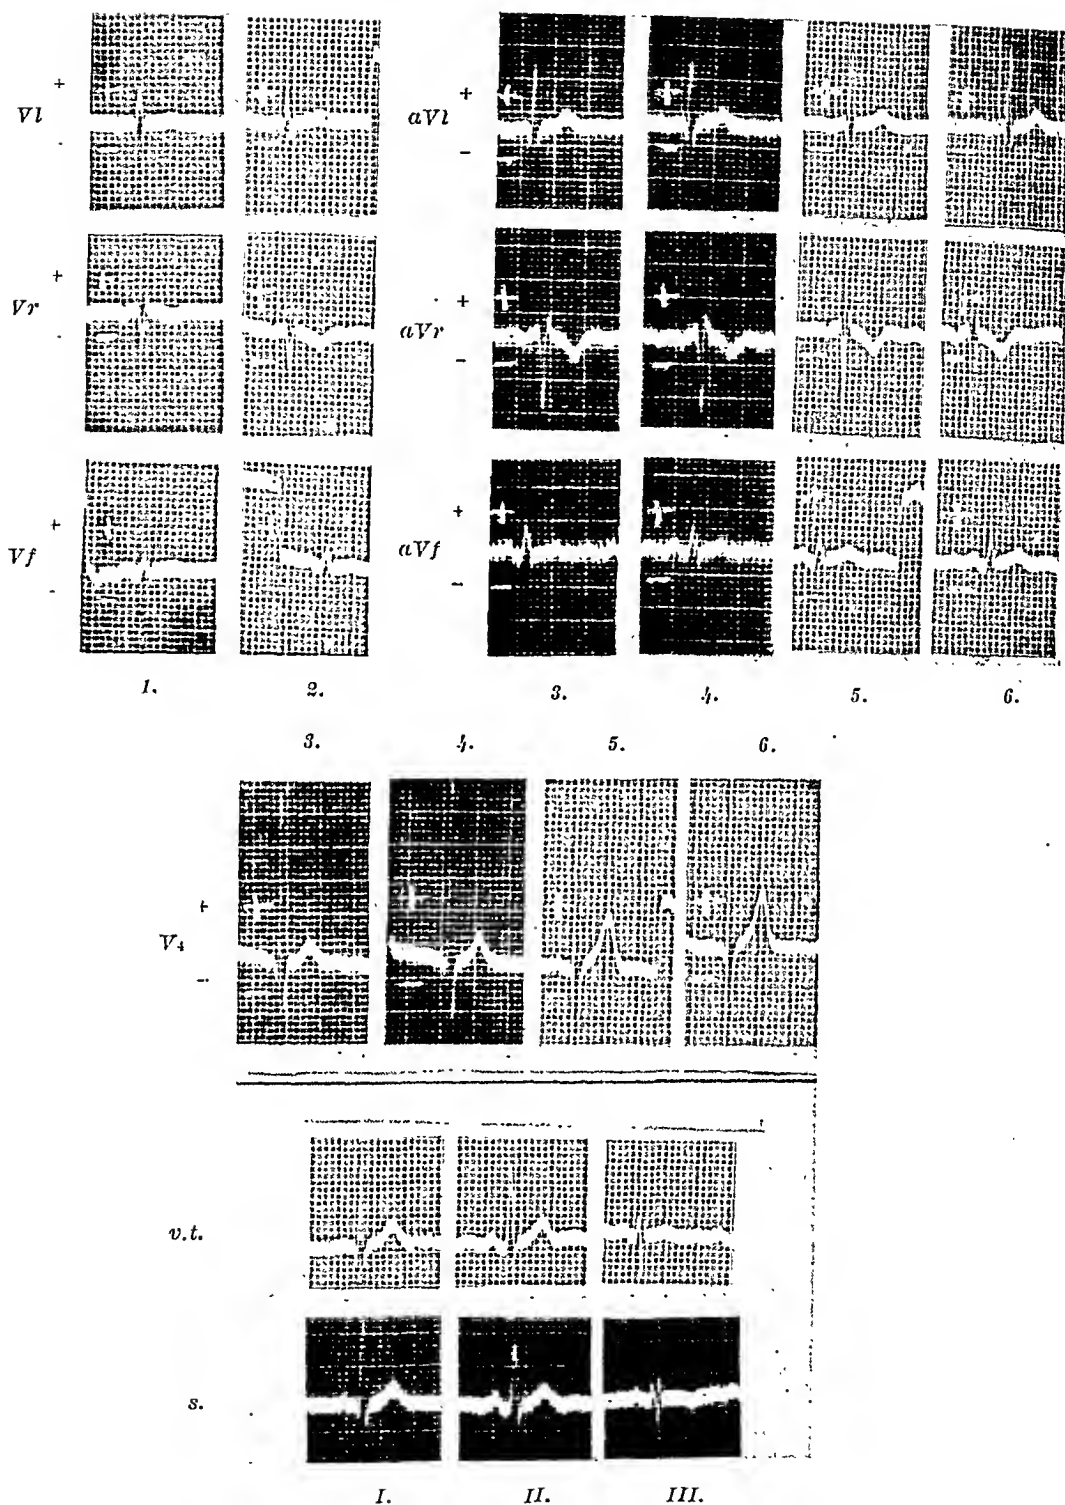 +
Vl
-
+
aVl
−
+
Vr
-
+
aVr
−
+
Vf
-
+
aVf
−
1. 2. 3. 4. 5. 6.
3. 4. 5. 6.
+
V₄
−
v.t.
s.
I. II. III.